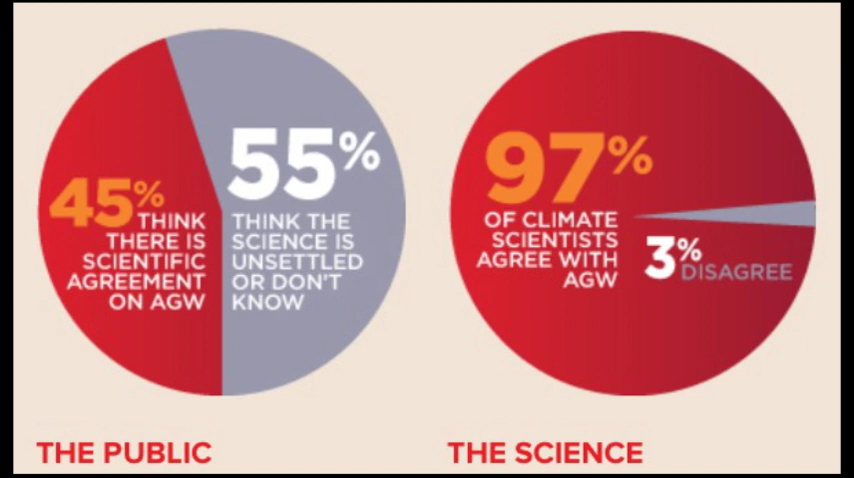 45%
THINK
THERE IS
SCIENTIFIC
AGREEMENT
ON AGW
55%
THINK THE
SCIENCE IS
UNSETTLED
OR DON'T
KNOW
THE PUBLIC
97%
OF CLIMATE
SCIENTISTS
AGREE WITH
AGW
3%
DISAGREE
THE SCIENCE